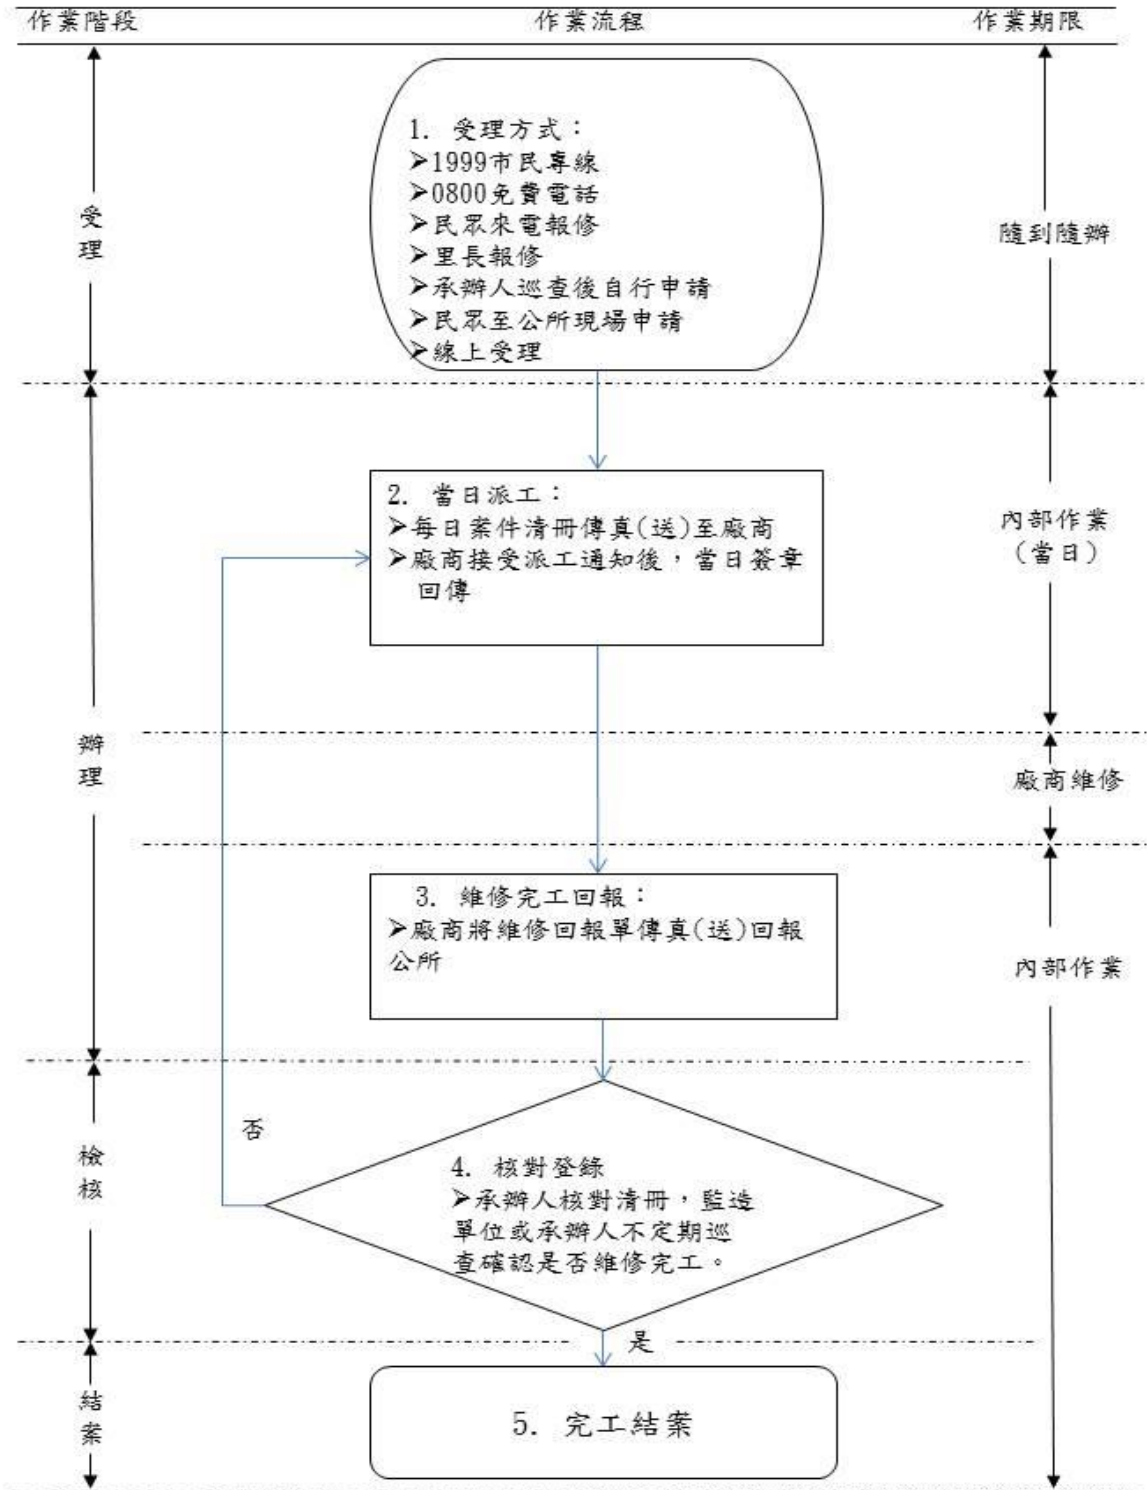 作業階段
作業流程
作業期限
1. 受理方式：
➢1999市民專線
➢0800免費電話
➢民眾來電報修
➢里長報修
➢承辦人巡查後自行申請
➢民眾至公所現場申請
➢線上受理
受
理
隨到隨辦
2. 當日派工：
➢每日案件清冊傳真(送)至廠商
➢廠商接受派工通知後，當日簽章
回傳
內部作業
(當日)
辦
理
廠商維修
3. 維修完工回報：
➢廠商將維修回報單傳真(送)回報
公所
內部作業
否
檢
核
4. 核對登錄
➢承辦人核對清冊，監造
單位或承辦人不定期巡
查確認是否維修完工。
是
結
案
5. 完工結案